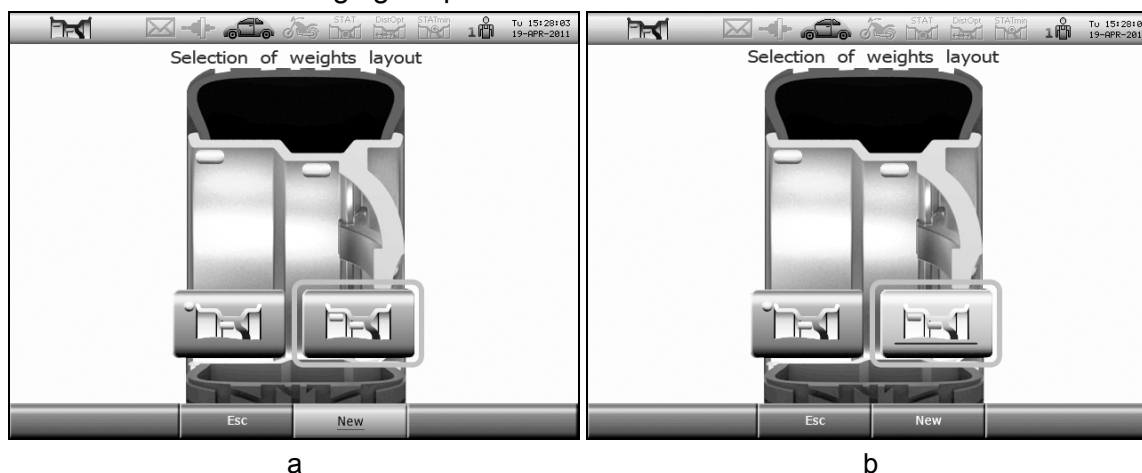 STAT DistOpt STATmin 1 Tu 15:28:03
19-APR-2011
Selection of weights layout
Esc New
a
STAT DistOpt STATmin 1 Tu 15:28:0
19-APR-201
Selection of weights layout
Esc New
b